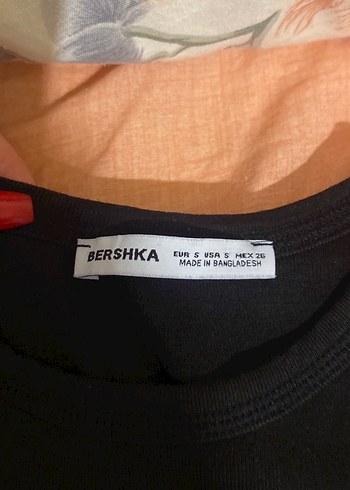 BERSHKA
EUR S USA S MEX 26
MADE IN BANGLADESH